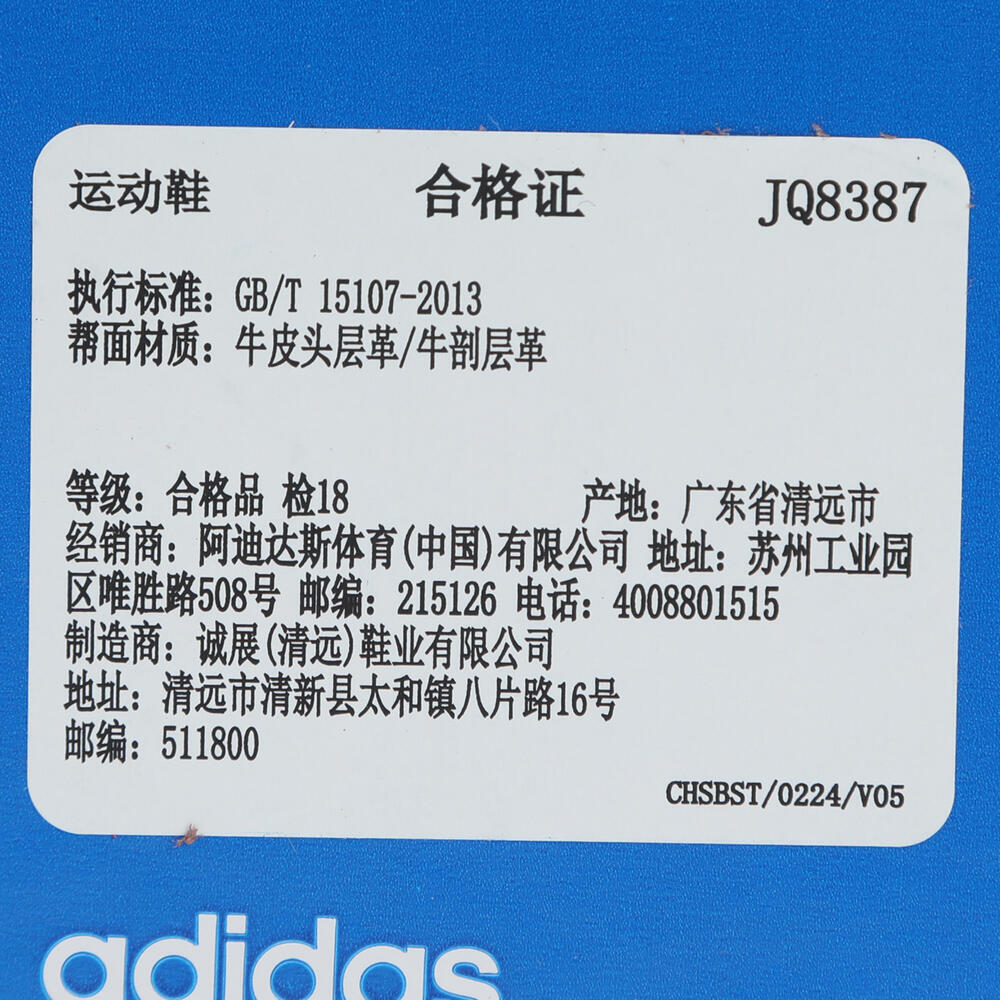 运动鞋 合格证 JQ8387
执行标准：GB/T 15107-2013
帮面材质：牛皮头层革/牛剖层革
等级：合格品 检18 产地：广东省清远市
经销商：阿迪达斯体育(中国)有限公司 地址：苏州工业园
区唯胜路508号 邮编：215126 电话：4008801515
制造商：诚展(清远)鞋业有限公司
地址：清远市清新县太和镇八片路16号
邮编：511800
CHSBST/0224/V05
adidas